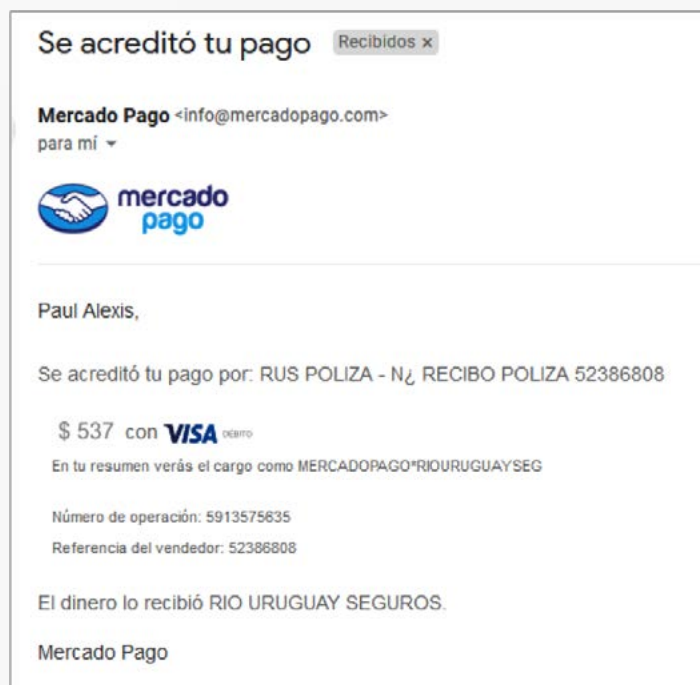 Se acreditó tu pago Recibidos x
Mercado Pago <info@mercadopago.com>
para mí
mercado
pago
Paul Alexis,
Se acreditó tu pago por: RUS POLIZA - N¿ RECIBO POLIZA 52386808
$ 537 con VISA DÉBITO
En tu resumen verás el cargo como MERCADOPAGO*RIOURUGUAYSEG
Número de operación: 5913575635
Referencia del vendedor: 52386808
El dinero lo recibió RIO URUGUAY SEGUROS.
Mercado Pago